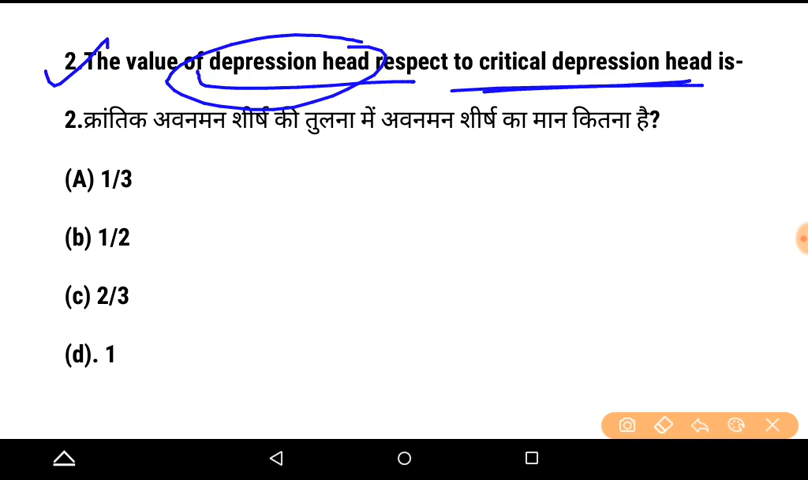 2.The value of depression head respect to critical depression head is-
2.क्रांतिक अवनमन शीर्ष की तुलना में अवनमन शीर्ष का मान कितना है?
(A) 1/3
(b) 1/2
(c) 2/3
(d). 1